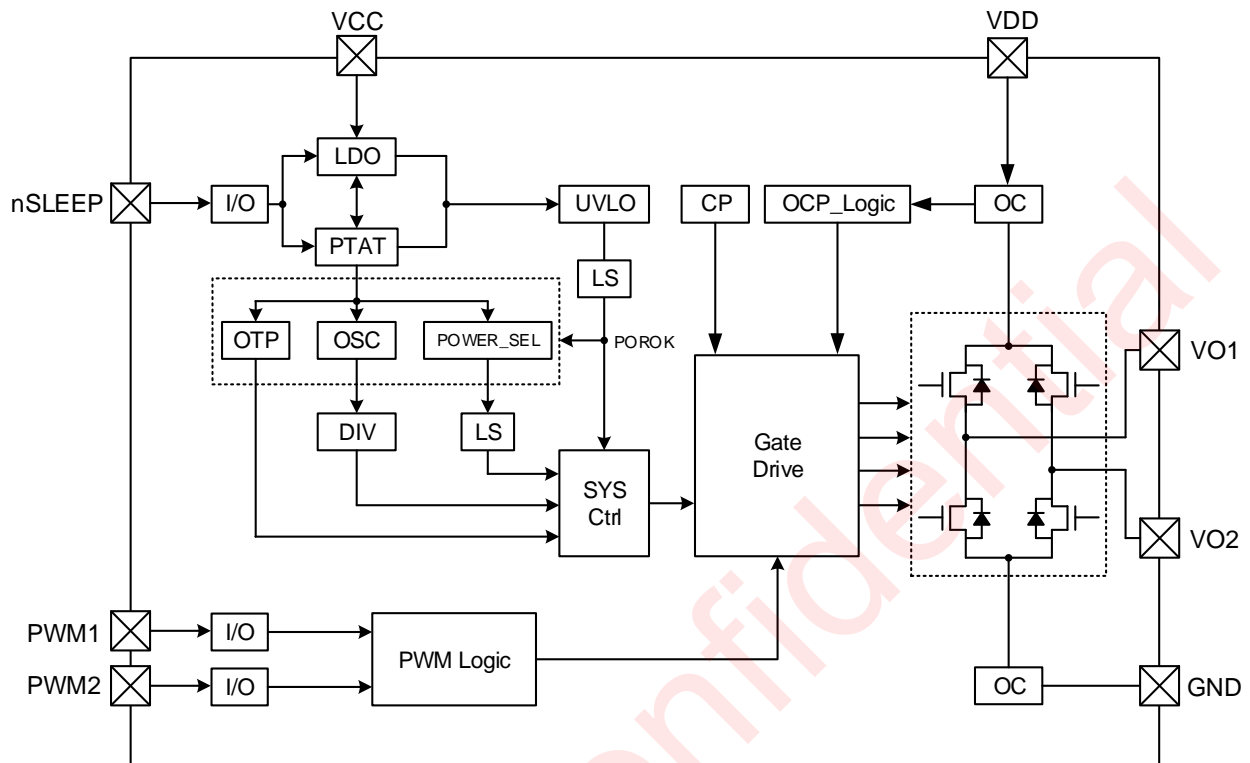 VCC
VDD
LDO
nSLEEP
I/O
UVLO
CP
OCP_Logic
OC
PTAT
LS
OTP
OSC
POWER_SEL
POROK
VO1
DIV
LS
Gate
Drive
SYS
Ctrl
VO2
PWM1
I/O
PWM Logic
PWM2
I/O
OC
GND
nfidential